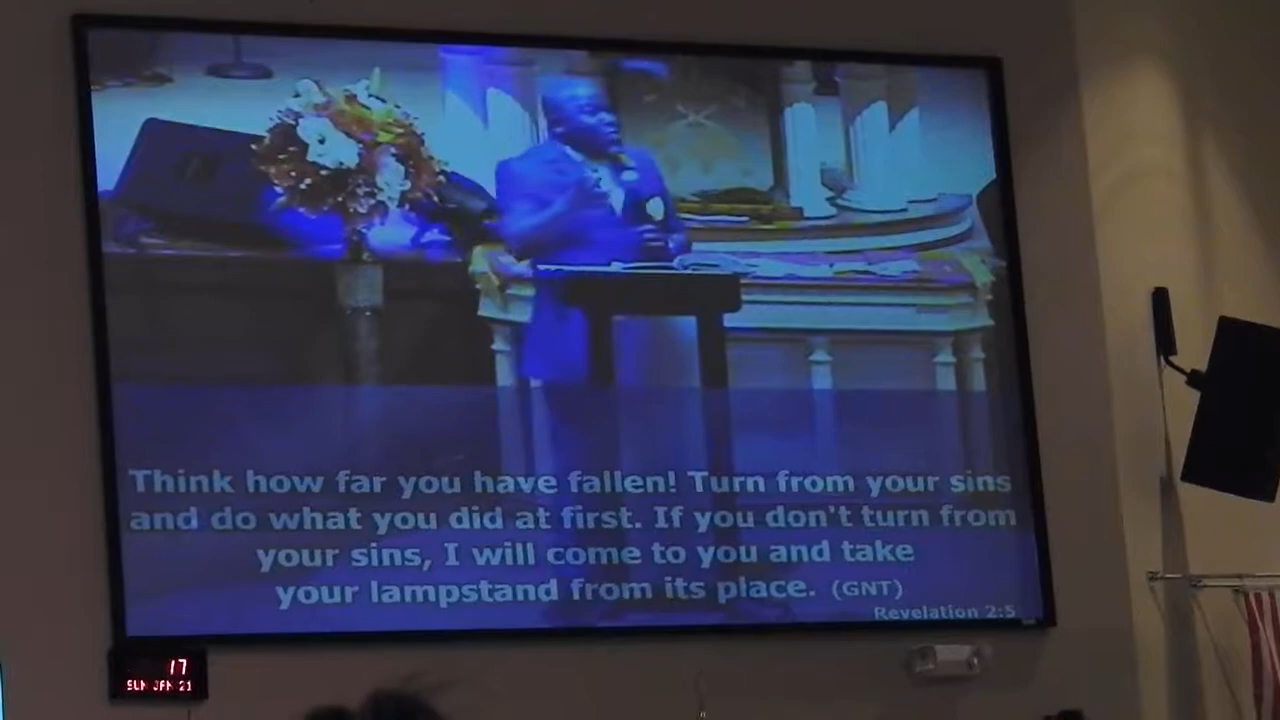 Think how far you have fallen! Turn from your sins
and do what you did at first. If you don't turn from
your sins, I will come to you and take
your lampstand from its place. (GNT)
Revelation 2:5
17
SUN JAN 21